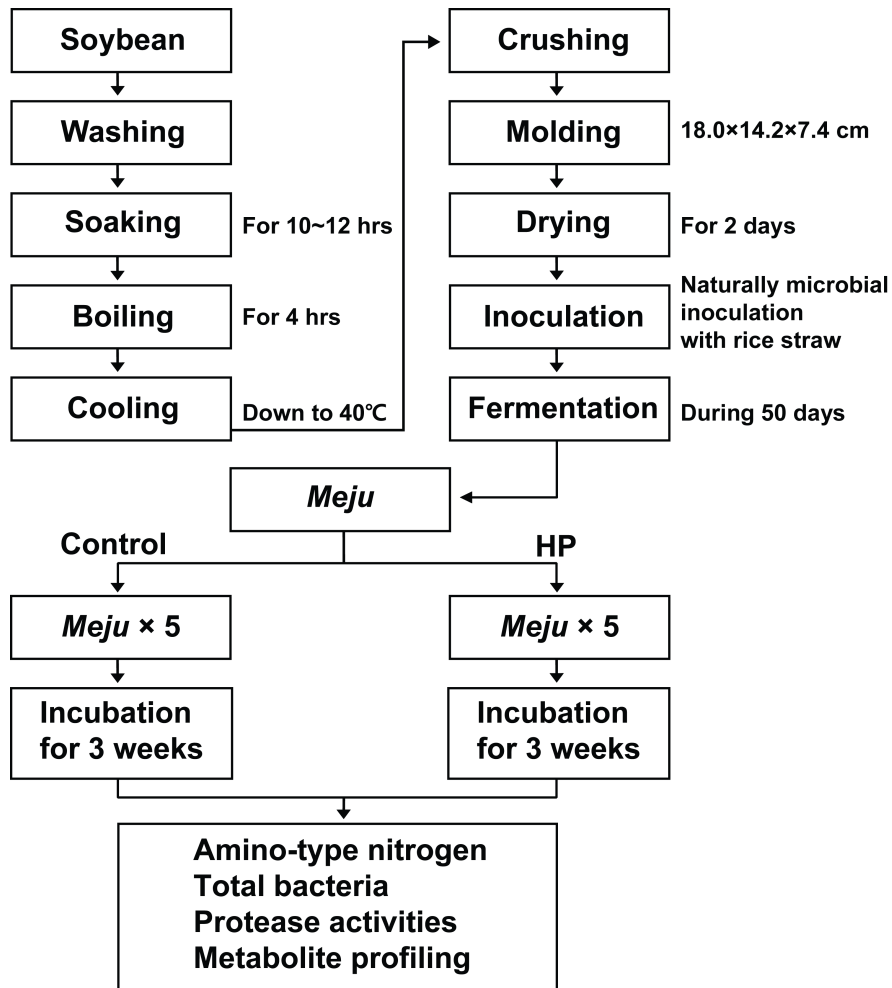 Soybean
Washing
Soaking
For 10~12 hrs
Boiling
For 4 hrs
Cooling
Down to 40℃
Crushing
Molding
18.0×14.2×7.4 cm
Drying
For 2 days
Inoculation
Naturally microbial
inoculation
with rice straw
Fermentation
During 50 days
Meju
Control
HP
Meju × 5
Meju × 5
Incubation
for 3 weeks
Incubation
for 3 weeks
Amino-type nitrogen
Total bacteria
Protease activities
Metabolite profiling